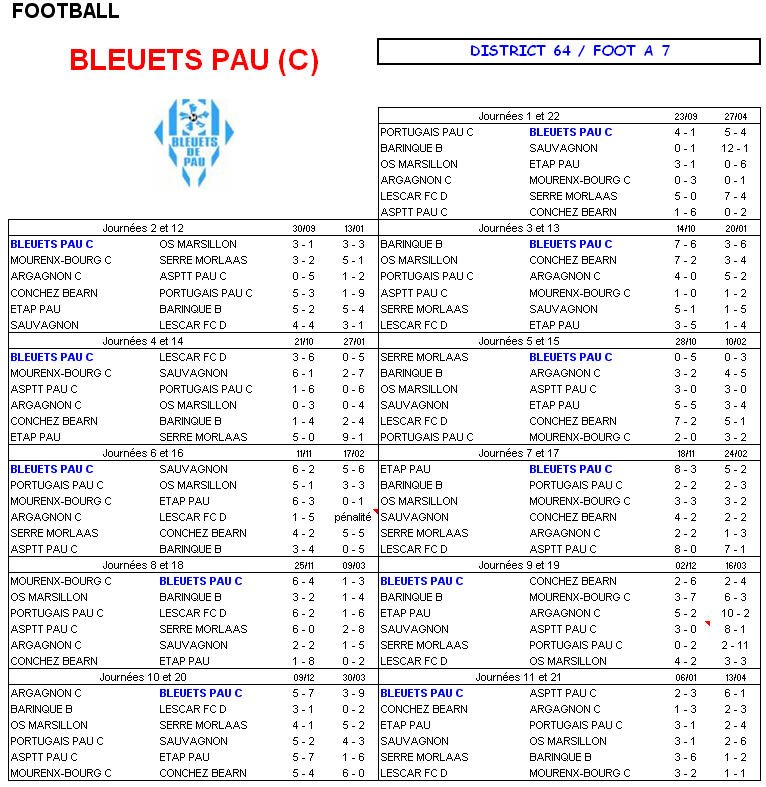 FOOTBALL
BLEUETS PAU (C)
DISTRICT 64 / FOOT A 7
BLEUETS
DE
PAU
Journées 1 et 22 23/09 27/04
PORTUGAIS PAU C BLEUETS PAU C 4 - 1 5 - 4
BARINQUE B SAUVAGNON 0 - 1 12 - 1
OS MARSILLON ETAP PAU 3 - 1 0 - 6
ARGAGNON C MOURENX-BOURG C 0 - 3 0 - 1
LESCAR FC D SERRE MORLAAS 5 - 0 7 - 4
ASPTT PAU C CONCHEZ BEARN 1 - 6 0 - 2
Journées 2 et 12 30/09 13/01
BLEUETS PAU C OS MARSILLON 3 - 1 3 - 3
MOURENX-BOURG C SERRE MORLAAS 3 - 2 5 - 1
ARGAGNON C ASPTT PAU C 0 - 5 1 - 2
CONCHEZ BEARN PORTUGAIS PAU C 5 - 3 1 - 9
ETAP PAU BARINQUE B 5 - 2 5 - 4
SAUVAGNON LESCAR FC D 4 - 4 3 - 1
Journées 3 et 13 14/10 20/01
BARINQUE B BLEUETS PAU C 7 - 6 3 - 6
OS MARSILLON CONCHEZ BEARN 7 - 2 3 - 4
PORTUGAIS PAU C ARGAGNON C 4 - 0 5 - 2
ASPTT PAU C MOURENX-BOURG C 1 - 0 1 - 2
SERRE MORLAAS SAUVAGNON 5 - 1 1 - 5
LESCAR FC D ETAP PAU 3 - 5 1 - 4
Journées 4 et 14 21/10 27/01
BLEUETS PAU C LESCAR FC D 3 - 6 0 - 5
MOURENX-BOURG C SAUVAGNON 6 - 1 2 - 7
ASPTT PAU C PORTUGAIS PAU C 1 - 6 0 - 6
ARGAGNON C OS MARSILLON 0 - 3 0 - 4
CONCHEZ BEARN BARINQUE B 1 - 4 2 - 4
ETAP PAU SERRE MORLAAS 5 - 0 9 - 1
Journées 5 et 15 28/10 10/02
SERRE MORLAAS BLEUETS PAU C 0 - 5 0 - 3
BARINQUE B ARGAGNON C 3 - 2 4 - 5
OS MARSILLON ASPTT PAU C 3 - 0 3 - 0
SAUVAGNON ETAP PAU 5 - 5 3 - 4
LESCAR FC D CONCHEZ BEARN 7 - 2 5 - 1
PORTUGAIS PAU C MOURENX-BOURG C 2 - 0 3 - 2
Journées 6 et 16 11/11 17/02
BLEUETS PAU C SAUVAGNON 6 - 2 5 - 6
PORTUGAIS PAU C OS MARSILLON 5 - 1 3 - 3
MOURENX-BOURG C ETAP PAU 6 - 3 0 - 1
ARGAGNON C LESCAR FC D 1 - 5 pénalité
SERRE MORLAAS CONCHEZ BEARN 4 - 2 5 - 5
ASPTT PAU C BARINQUE B 3 - 4 0 - 5
Journées 7 et 17 18/11 24/02
ETAP PAU BLEUETS PAU C 8 - 3 5 - 2
BARINQUE B PORTUGAIS PAU C 2 - 2 2 - 3
OS MARSILLON MOURENX-BOURG C 3 - 3 3 - 2
SAUVAGNON CONCHEZ BEARN 4 - 2 2 - 2
SERRE MORLAAS ARGAGNON C 2 - 2 1 - 3
LESCAR FC D ASPTT PAU C 8 - 0 7 - 1
Journées 8 et 18 25/11 09/03
MOURENX-BOURG C BLEUETS PAU C 6 - 4 1 - 3
OS MARSILLON BARINQUE B 3 - 2 1 - 4
PORTUGAIS PAU C LESCAR FC D 6 - 2 1 - 6
ASPTT PAU C SERRE MORLAAS 6 - 0 2 - 8
ARGAGNON C SAUVAGNON 2 - 2 1 - 5
CONCHEZ BEARN ETAP PAU 1 - 8 0 - 2
Journées 9 et 19 02/12 16/03
BLEUETS PAU C CONCHEZ BEARN 2 - 6 2 - 4
BARINQUE B MOURENX-BOURG C 3 - 7 6 - 3
ETAP PAU ARGAGNON C 5 - 2 10 - 2
SAUVAGNON ASPTT PAU C 3 - 0 8 - 1
SERRE MORLAAS PORTUGAIS PAU C 0 - 2 2 - 11
LESCAR FC D OS MARSILLON 4 - 2 3 - 3
Journées 10 et 20 09/12 30/03
ARGAGNON C BLEUETS PAU C 5 - 7 3 - 9
BARINQUE B LESCAR FC D 3 - 1 0 - 2
OS MARSILLON SERRE MORLAAS 4 - 1 5 - 2
PORTUGAIS PAU C SAUVAGNON 5 - 2 4 - 3
ASPTT PAU C ETAP PAU 5 - 7 1 - 6
MOURENX-BOURG C CONCHEZ BEARN 5 - 4 6 - 0
Journées 11 et 21 06/01 13/04
BLEUETS PAU C ASPTT PAU C 2 - 3 6 - 1
CONCHEZ BEARN ARGAGNON C 1 - 3 2 - 3
ETAP PAU PORTUGAIS PAU C 3 - 1 2 - 4
SAUVAGNON OS MARSILLON 3 - 1 2 - 6
SERRE MORLAAS BARINQUE B 3 - 6 1 - 2
LESCAR FC D MOURENX-BOURG C 3 - 2 1 - 1